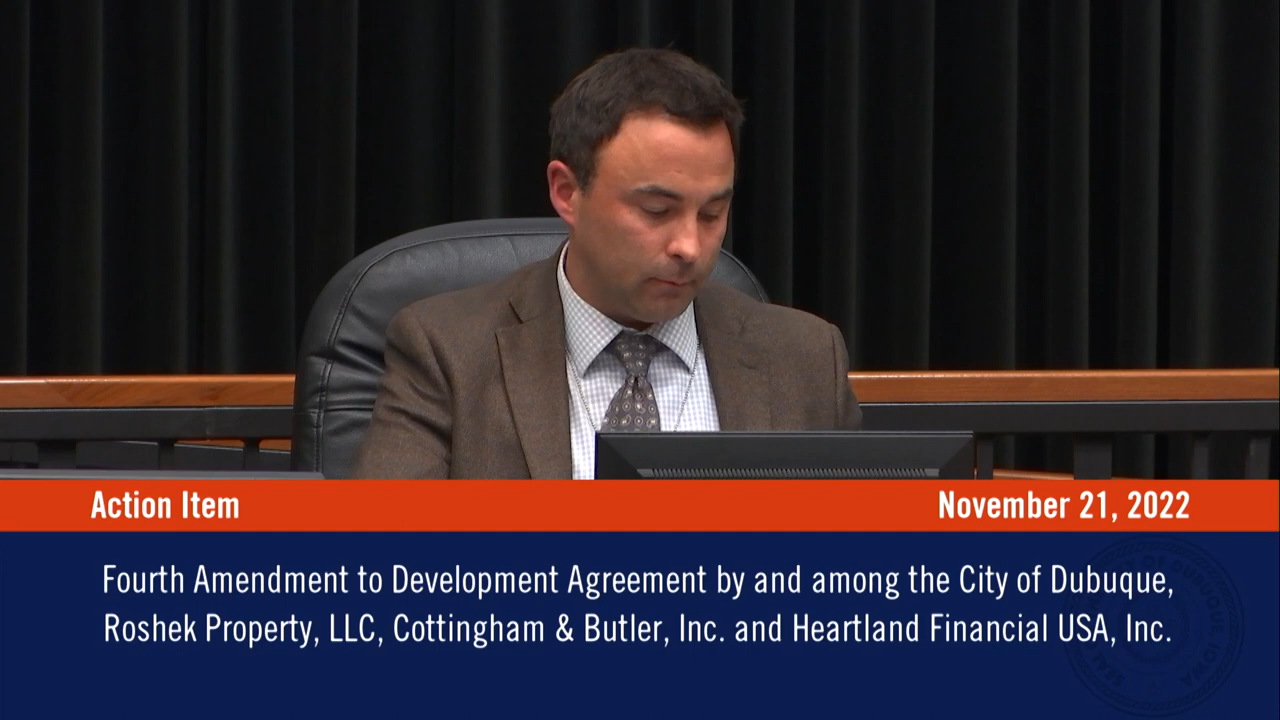 Action Item
November 21, 2022
Fourth Amendment to Development Agreement by and among the City of Dubuque,
Roshek Property, LLC, Cottingham & Butler, Inc. and Heartland Financial USA, Inc.